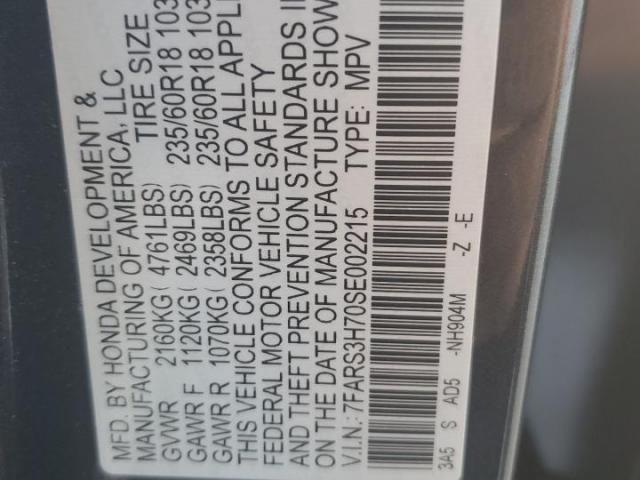 MFD. BY HONDA DEVELOPMENT &
MANUFACTURING OF AMERICA, LLC TIRE SIZE
GVWR 2160KG( 4761LBS)
GAWR F 1120KG( 2469LBS) 235/60R18 103
GAWR R 1070KG( 2358LBS) 235/60R18 103
THIS VEHICLE CONFORMS TO ALL APPLI
FEDERAL MOTOR VEHICLE SAFETY
AND THEFT PREVENTION STANDARDS I
ON THE DATE OF MANUFACTURE SHOW
V.I.N.: 7FARS3H70SE002215 TYPE: MPV
3A5 S AD5 -NH904M -Z -E